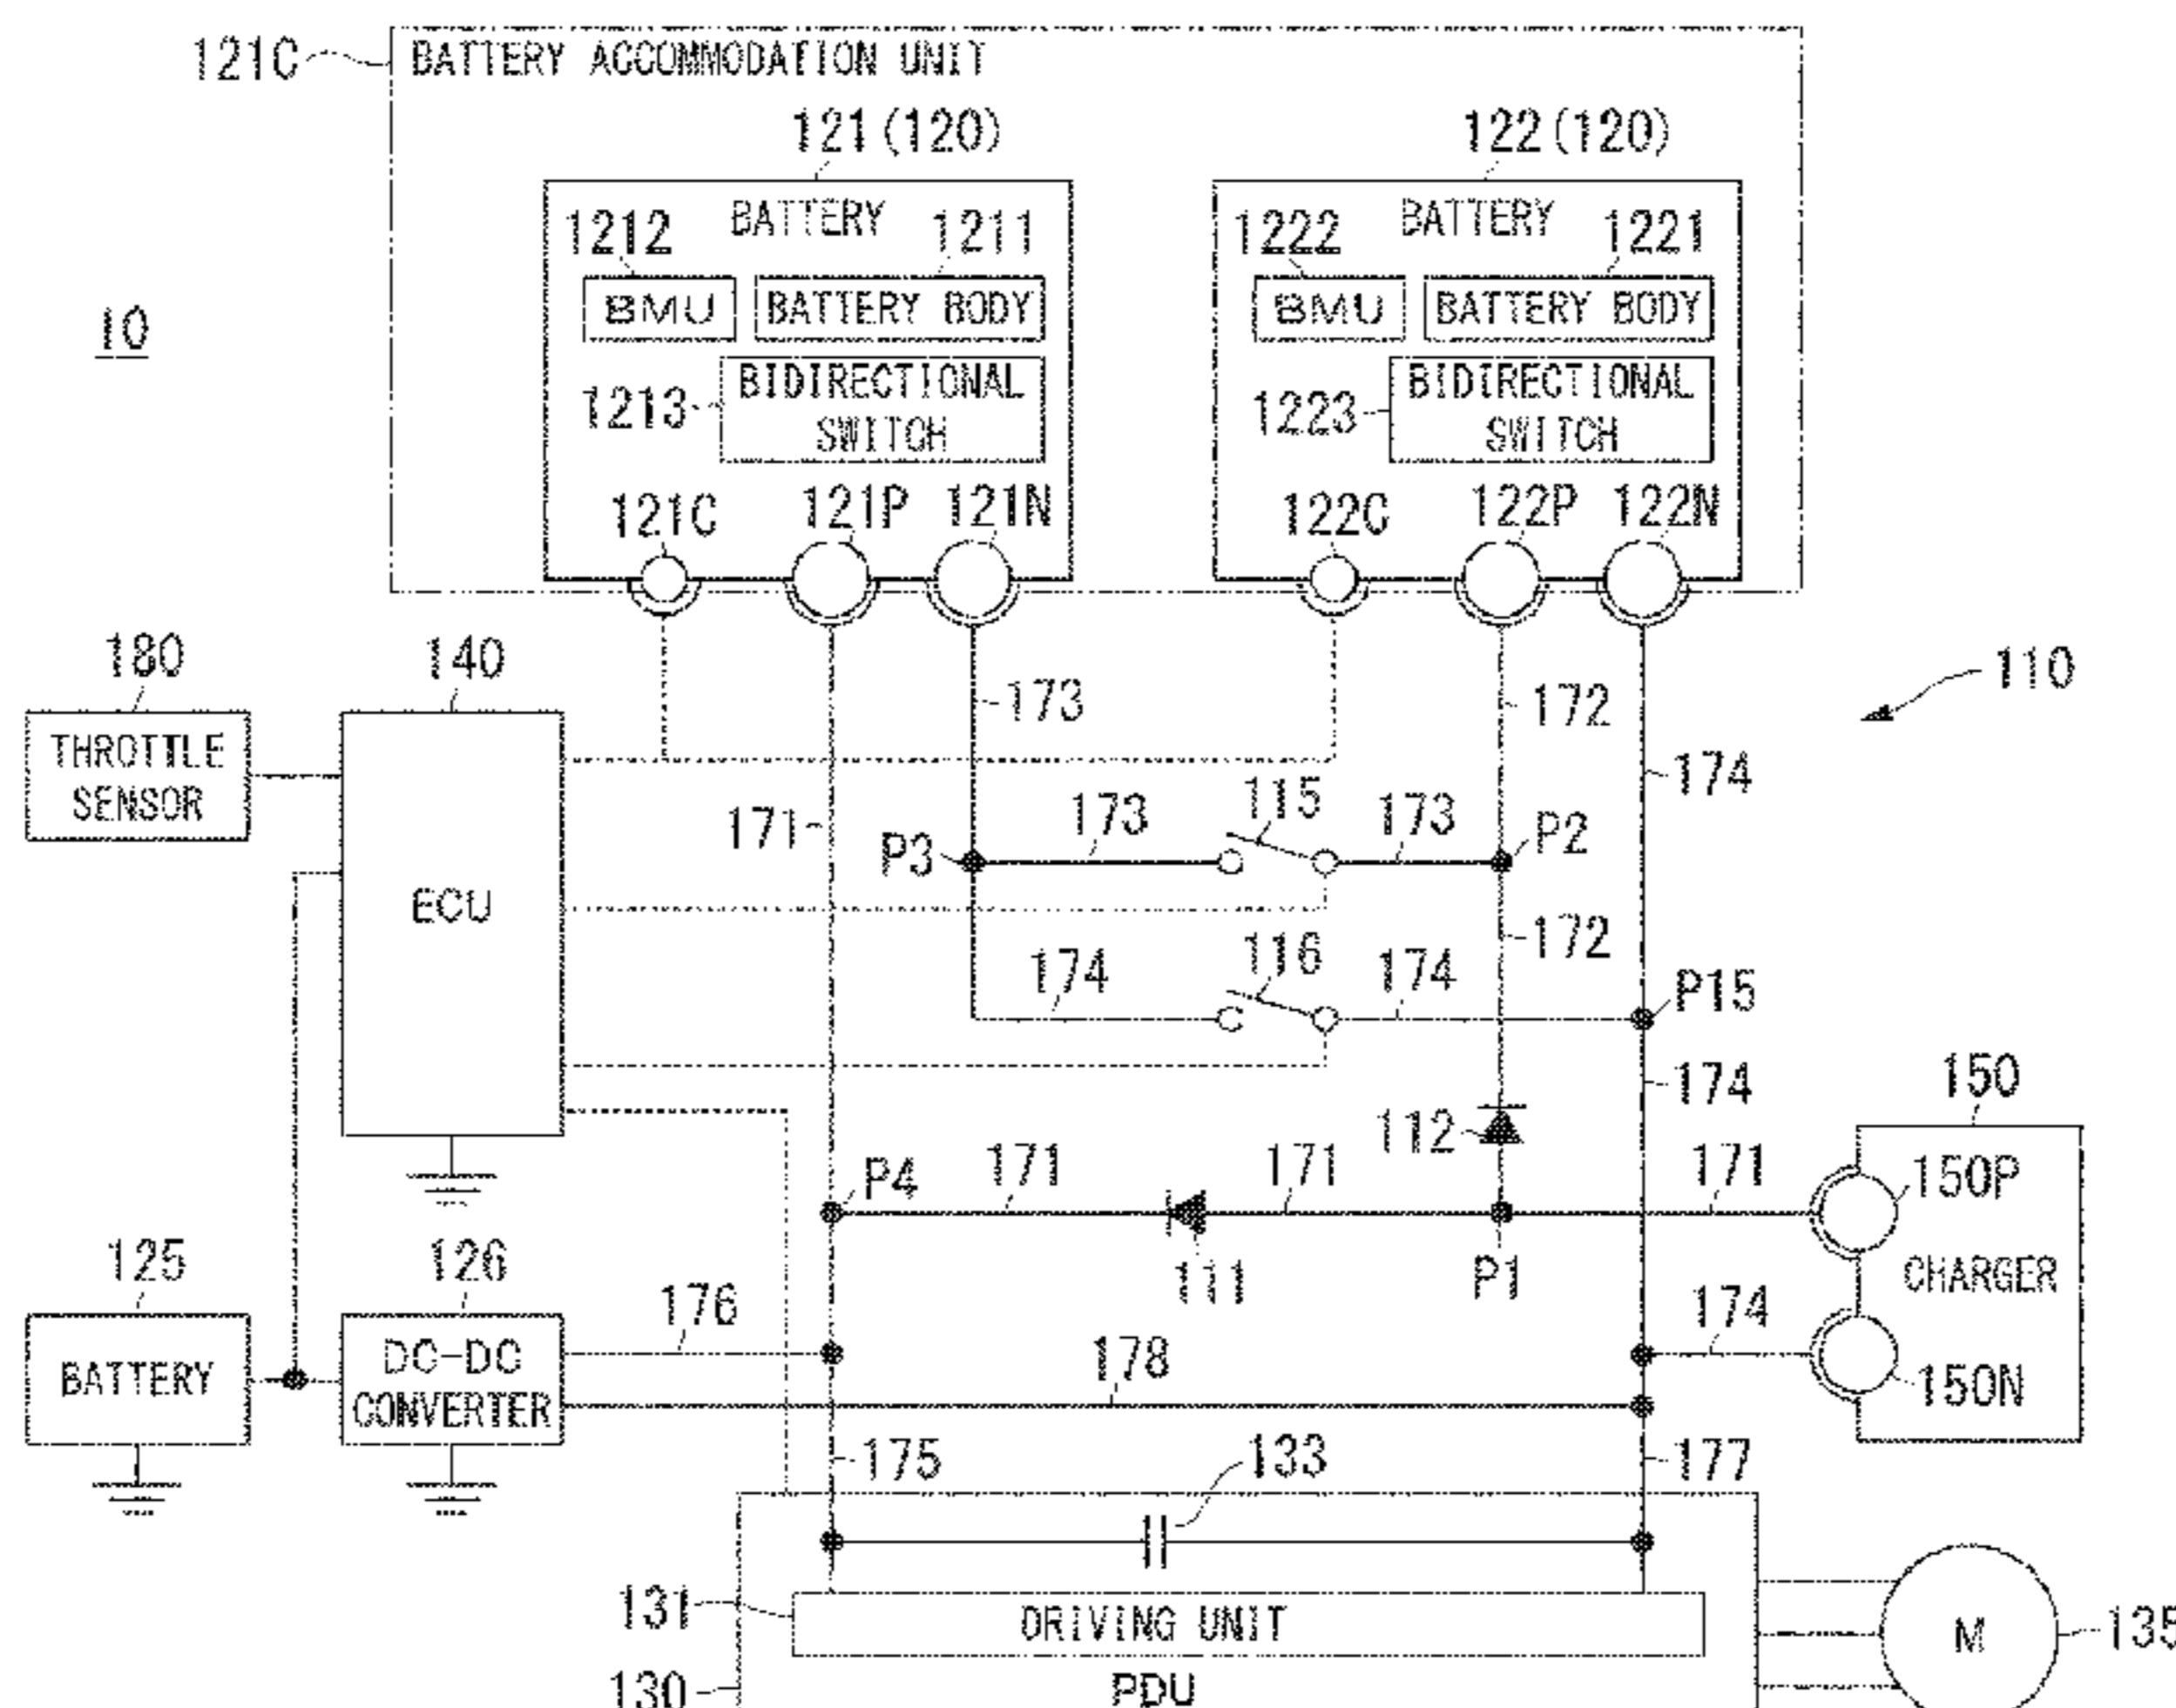 121C
BATTERY ACCOMMODATION UNIT
121(120)
122(120)
BATTERY
BATTERY
1212
1211
1222
1221
10
BMU
BATTERY BODY
BMU
BATTERY BODY
1213
BIDIRECTIONAL
SWITCH
1223
BIDIRECTIONAL
SWITCH
121C
121P
121N
122C
122P
122N
180
140
110
173
172
174
THROTTLE
SENSOR
171
P3
173
115
173
P2
ECU
172
174
116
174
P15
174
150
112
P4
171
171
171
150P
111
P1
CHARGER
125
126
176
174
BATTERY
DC-DC
CONVERTER
178
150N
175
133
177
131
DRIVING UNIT
M
135
130
PDU